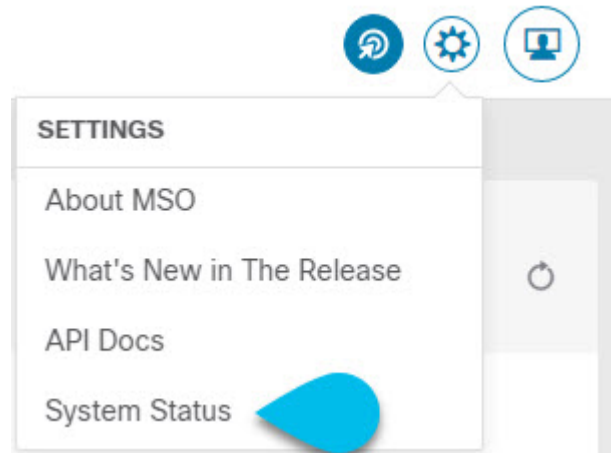 SETTINGS
About MSO
What's New in The Release
API Docs
System Status